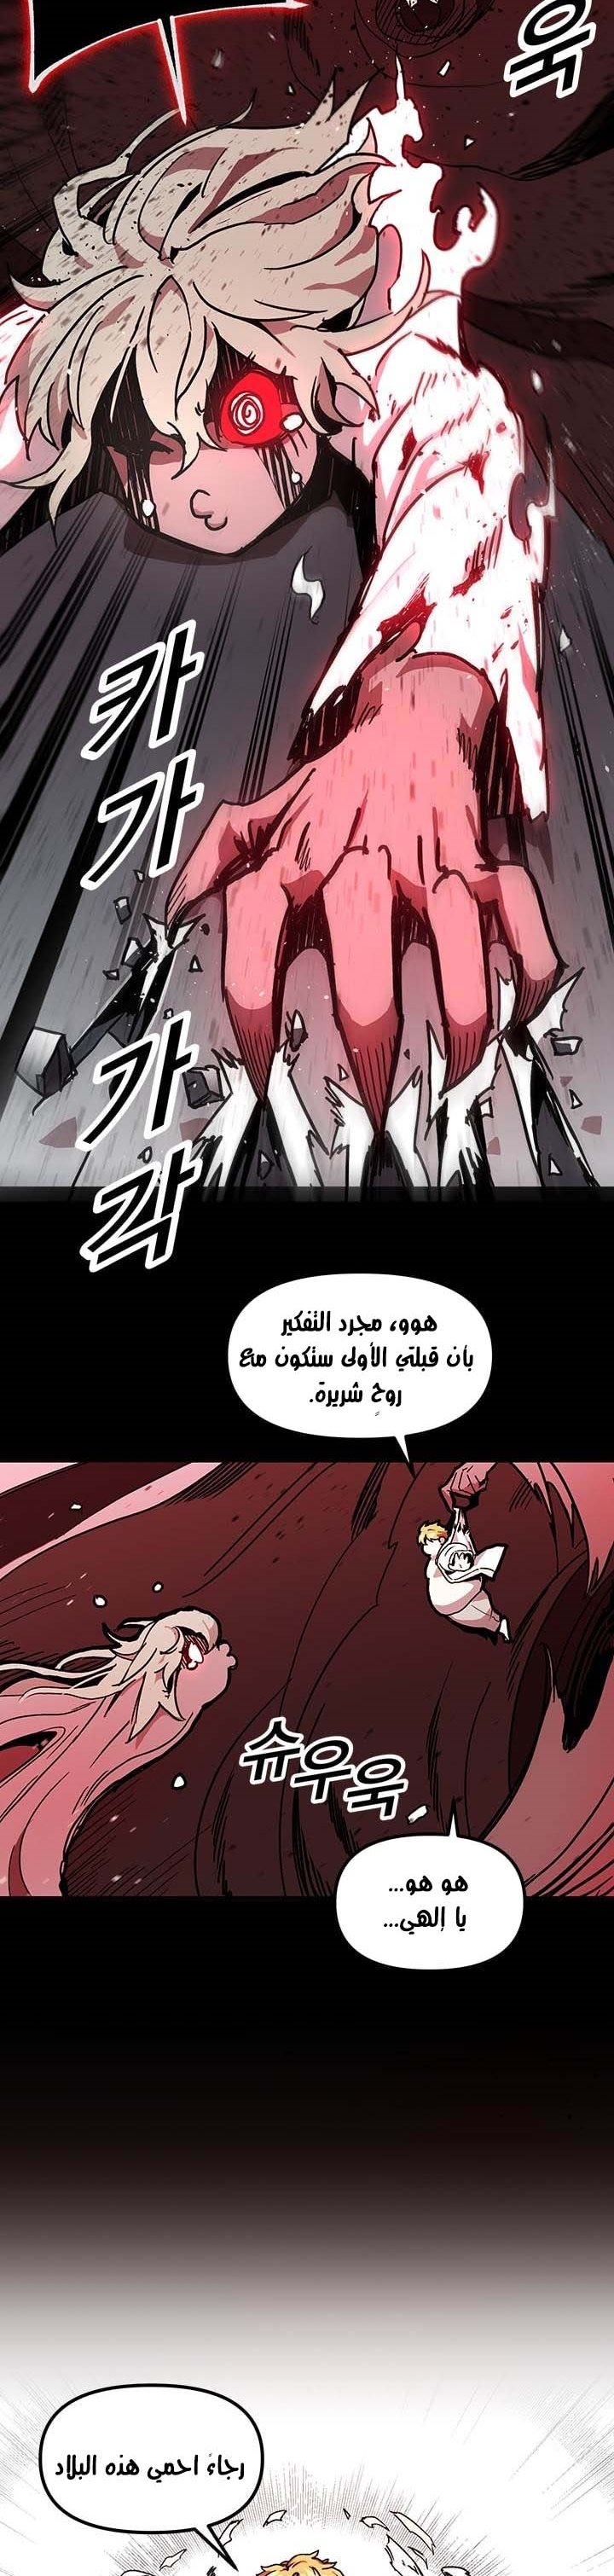 욱
카
가
가
각
هوو، مجرد التفكير
بأن قبلتي الأولى ستكون مع
روحٍ شريرة.
슈우욱
هو هو...
يا إلهي...
رجاءً احمي هذه البلاد